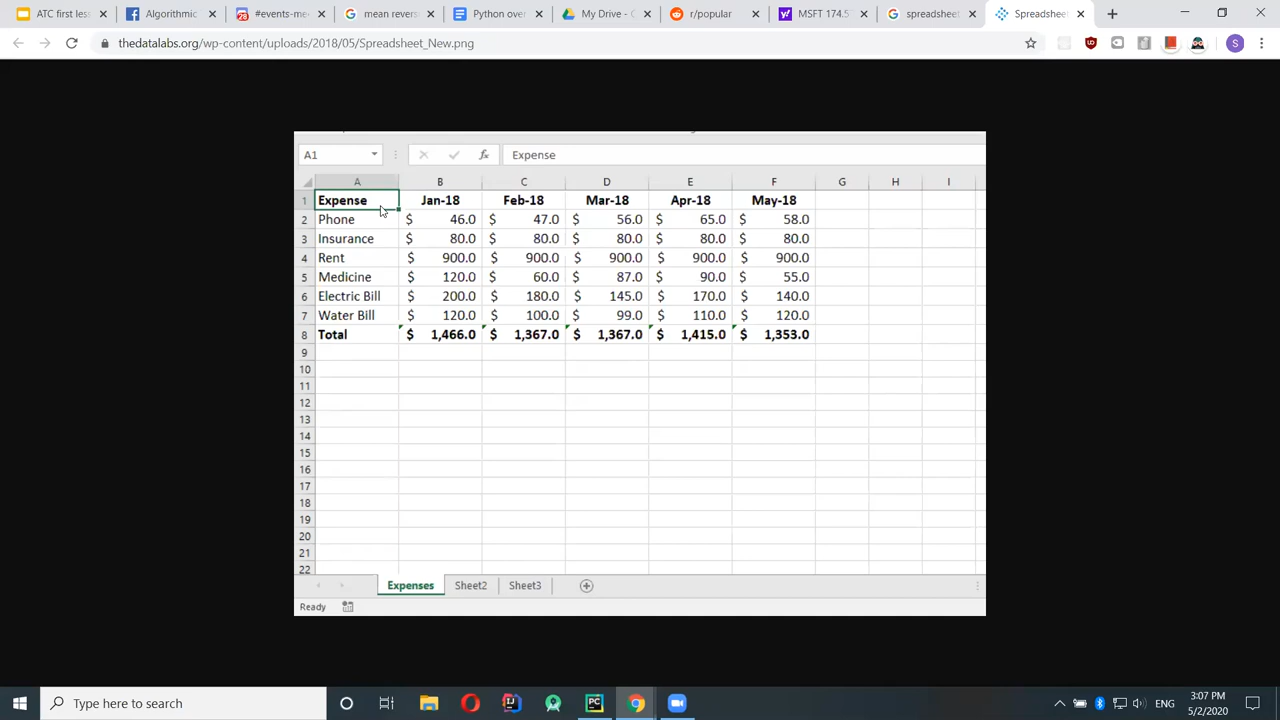 ATC first less
Algorithmic
28
#events-me
mean revers
Python over
My Drive - G
r/popular
MSFT 174.5
spreadsheet
Spreadshee
thedatalabs.org/wp-content/uploads/2018/05/Spreadsheet_New.png
S
A1 fx Expense
A B C D E F G H I
1 Expense Jan-18 Feb-18 Mar-18 Apr-18 May-18
2 Phone $ 46.0 $ 47.0 $ 56.0 $ 65.0 $ 58.0
3 Insurance $ 80.0 $ 80.0 $ 80.0 $ 80.0 $ 80.0
4 Rent $ 900.0 $ 900.0 $ 900.0 $ 900.0 $ 900.0
5 Medicine $ 120.0 $ 60.0 $ 87.0 $ 90.0 $ 55.0
6 Electric Bill $ 200.0 $ 180.0 $ 145.0 $ 170.0 $ 140.0
7 Water Bill $ 120.0 $ 100.0 $ 99.0 $ 110.0 $ 120.0
8 Total $ 1,466.0 $ 1,367.0 $ 1,367.0 $ 1,415.0 $ 1,353.0
9
10
11
12
13
14
15
16
17
18
19
20
21
22
Expenses Sheet2 Sheet3
Ready
Type here to search
PC
ENG
3:07 PM
5/2/2020